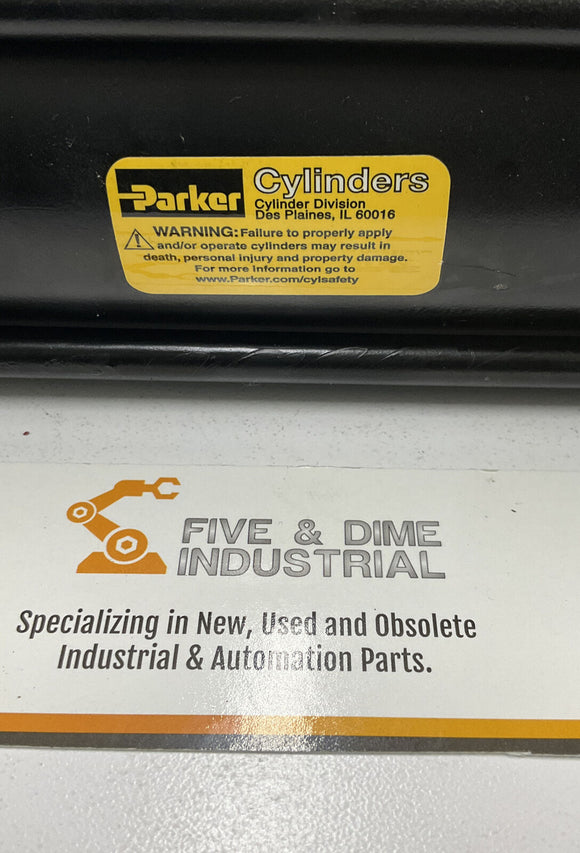 Parker
Cylinders
Cylinder Division
Des Plaines, IL 60016
WARNING: Failure to properly apply
and/or operate cylinders may result in
death, personal injury and property damage.
For more information go to
www.Parker.com/cylsafety
FIVE & DIME
INDUSTRIAL
Specializing in New, Used and Obsolete
Industrial & Automation Parts.